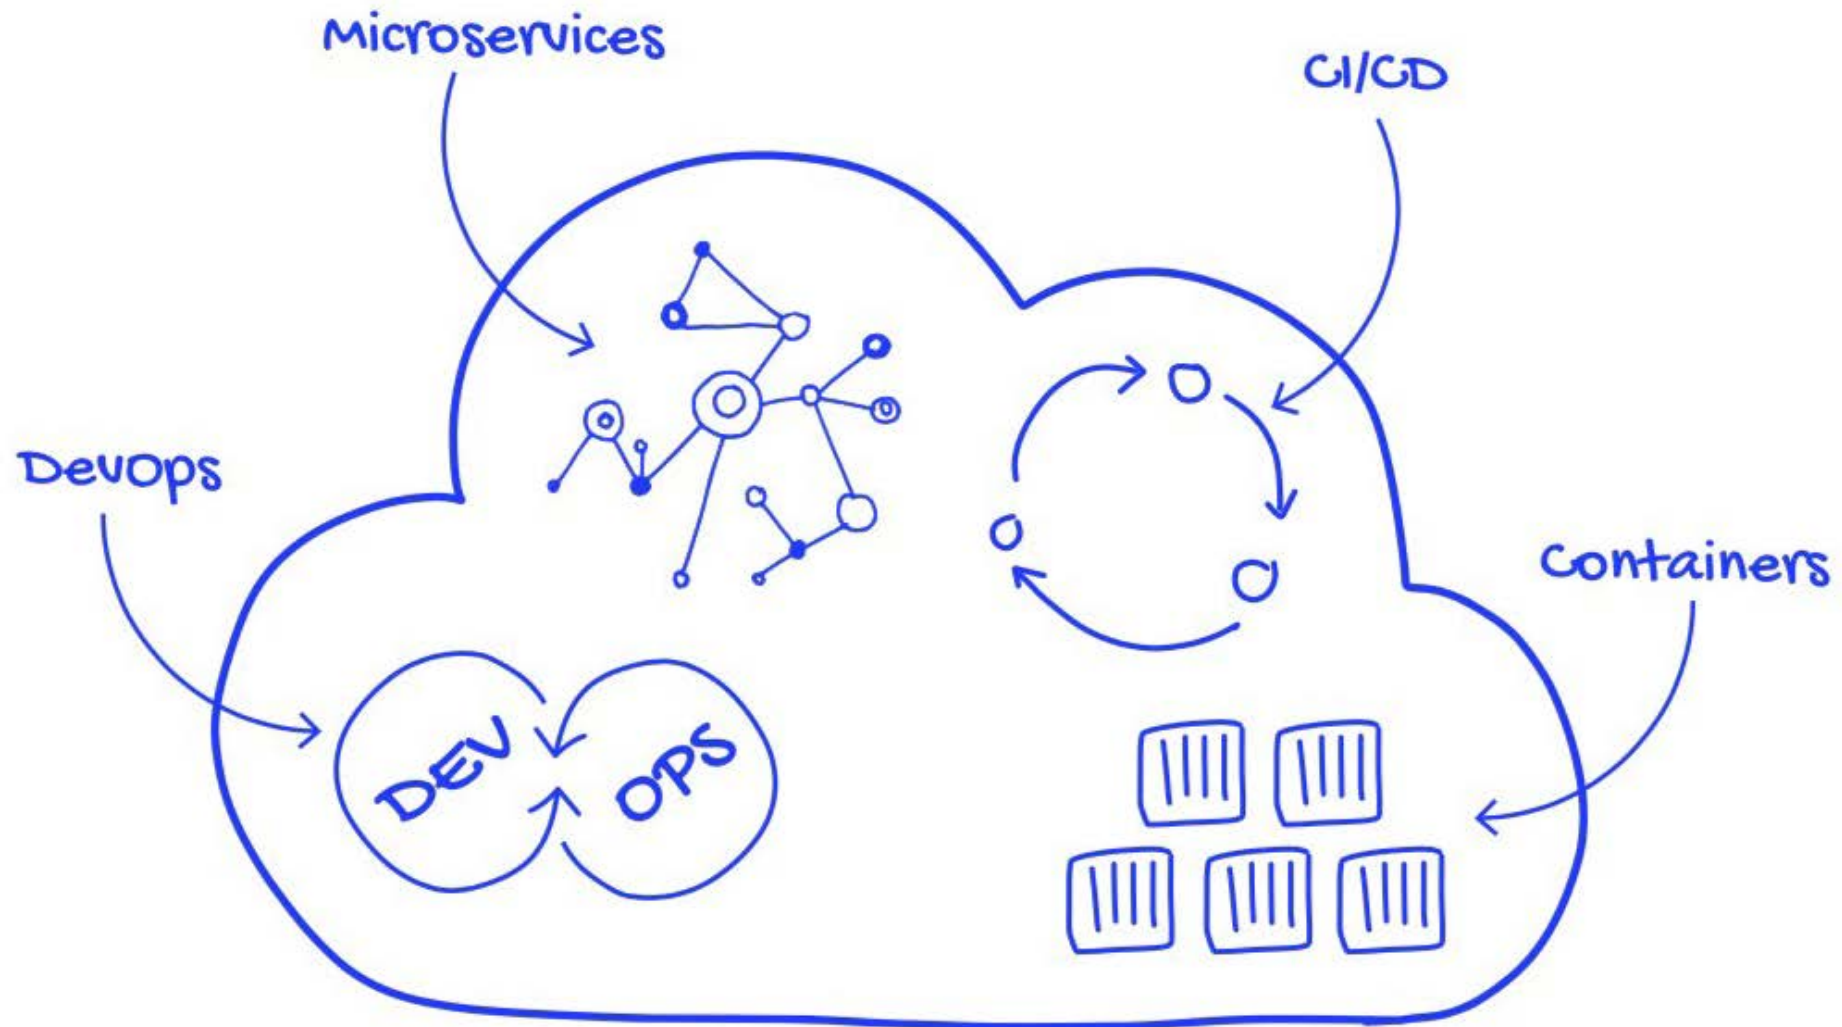 Microservices
CI/CD
Devops
Containers
DEV
OPS